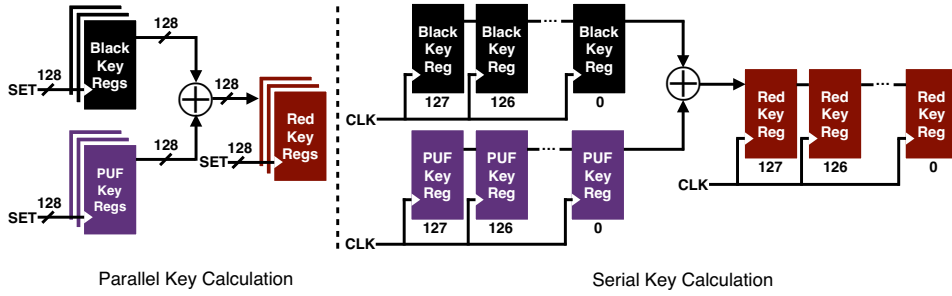 128
Black
Key
Regs
128
SET
128
128
PUF
Key
Regs
128
SET
128
SET
Red
Key
Regs
Parallel Key Calculation
Black
Key
Reg
Black
Key
Reg
...
Black
Key
Reg
127
126
0
CLK
PUF
Key
Reg
PUF
Key
Reg
...
PUF
Key
Reg
127
126
0
CLK
Red
Key
Reg
Red
Key
Reg
...
Red
Key
Reg
127
126
0
CLK
Serial Key Calculation